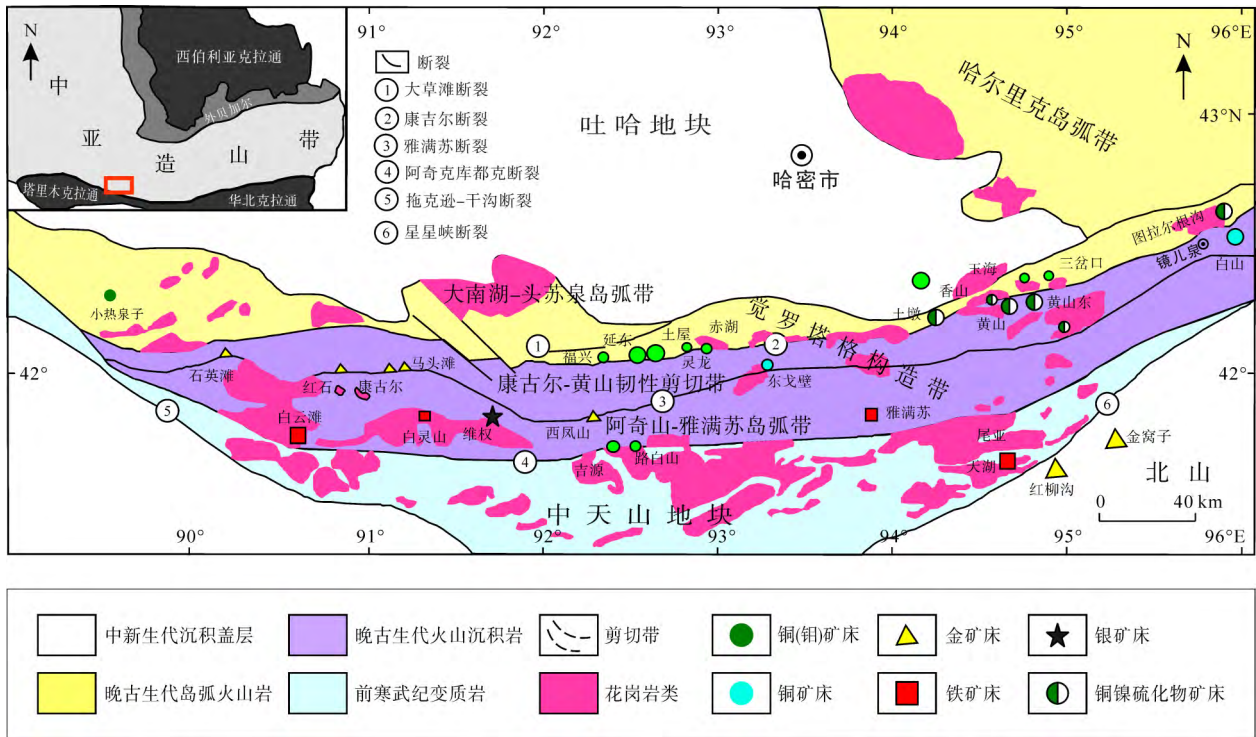 N
中
亚
造
山
带
西伯利亚克拉通
外贝加尔
塔里木克拉通
华北克拉通
91°
92°
93°
94°
95°
96°E
断裂
① 大草滩断裂
② 康吉尔断裂
③ 雅满苏断裂
④ 阿奇克库都克断裂
⑤ 拖克逊-干沟断裂
⑥ 星星峡断裂
吐哈地块
哈密市
哈尔里克岛弧带
N
43°N
42°
42°
小热泉子
大南湖-头苏泉岛弧带
觉罗塔格构造带
康古尔-黄山韧性剪切带
阿奇山-雅满苏岛弧带
中天山地块
北山
图拉尔根沟
镜儿泉
白山
三岔口
玉海
香山
土墩
黄山
黄山东
①
福兴
延东
土屋
灵龙
赤湖
②
东戈壁
石英滩
红石
康古尔
马头滩
③
⑤
白云滩
白灵山
维权
西凤山
雅满苏
⑥
④
吉源
路白山
尾亚
天湖
红柳沟
金窝子
0 40 km
90°
91°
92°
93°
94°
95°
96°E
中新生代沉积盖层
晚古生代火山沉积岩
剪切带
铜(钼)矿床
金矿床
银矿床
晚古生代岛弧火山岩
前寒武纪变质岩
花岗岩类
铜矿床
铁矿床
铜镍硫化物矿床